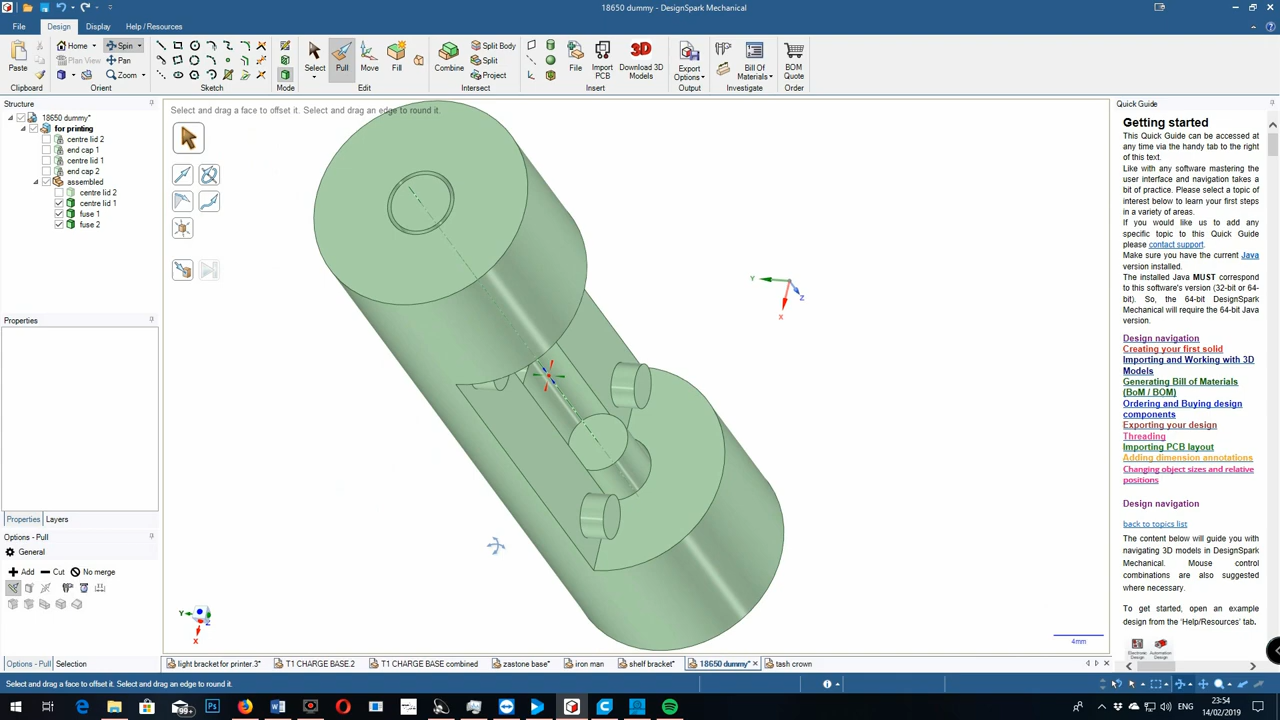 18650 dummy - DesignSpark Mechanical
File
Design
Display
Help / Resources
Paste
Home
Spin
Plan View
Pan
Zoom
Select
Pull
Move
Fill
Combine
Split Body
Split
Project
File
Import PCB
3D
Download 3D Models
Export Options
Bill Of Materials
BOM Quote
Clipboard
Orient
Sketch
Mode
Edit
Intersect
Insert
Output
Investigate
Order
Structure
18650 dummy*
for printing
centre lid 2
end cap 1
centre lid 1
end cap 2
assembled
centre lid 2
centre lid 1
fuse 1
fuse 2
Properties
Properties
Layers
Options - Pull
General
Add
Cut
No merge
Options - Pull
Selection
Select and drag a face to offset it. Select and drag an edge to round it.
Y
Z
X
Y
Z
X
4mm
Quick Guide
Getting started
This Quick Guide can be accessed at
any time via the handy tab to the right
of this text.
Like with any software mastering the
user interface and navigation takes a
bit of practice. Please select a topic of
interest below to learn your first steps
in a variety of areas.
If you would like us to add any
specific topic to this Quick Guide
please contact support.
Make sure you have the current Java
version installed.
The installed Java MUST correspond
to this software's version (32-bit or 64-
bit). So, the 64-bit DesignSpark
Mechanical will require the 64-bit Java
version.
Design navigation
Creating your first solid
Importing and Working with 3D
Models
Generating Bill of Materials
(BoM / BOM)
Ordering and Buying design
components
Exporting your design
Threading
Importing PCB layout
Adding dimension annotations
Changing object sizes and relative
positions
Design navigation
back to topics list
The content below will guide you with
navigating 3D models in DesignSpark
Mechanical. Mouse control
combinations are also suggested
where necessary.
To get started, open an example
design from the 'Help/Resources' tab.
light bracket for printer.3*
T1 CHARGE BASE.2
T1 CHARGE BASE combined
zastone base*
iron man
shelf bracket*
18650 dummy*
tash crown
Select and drag a face to offset it. Select and drag an edge to round it.
99+
ENG
23:54
14/02/2019